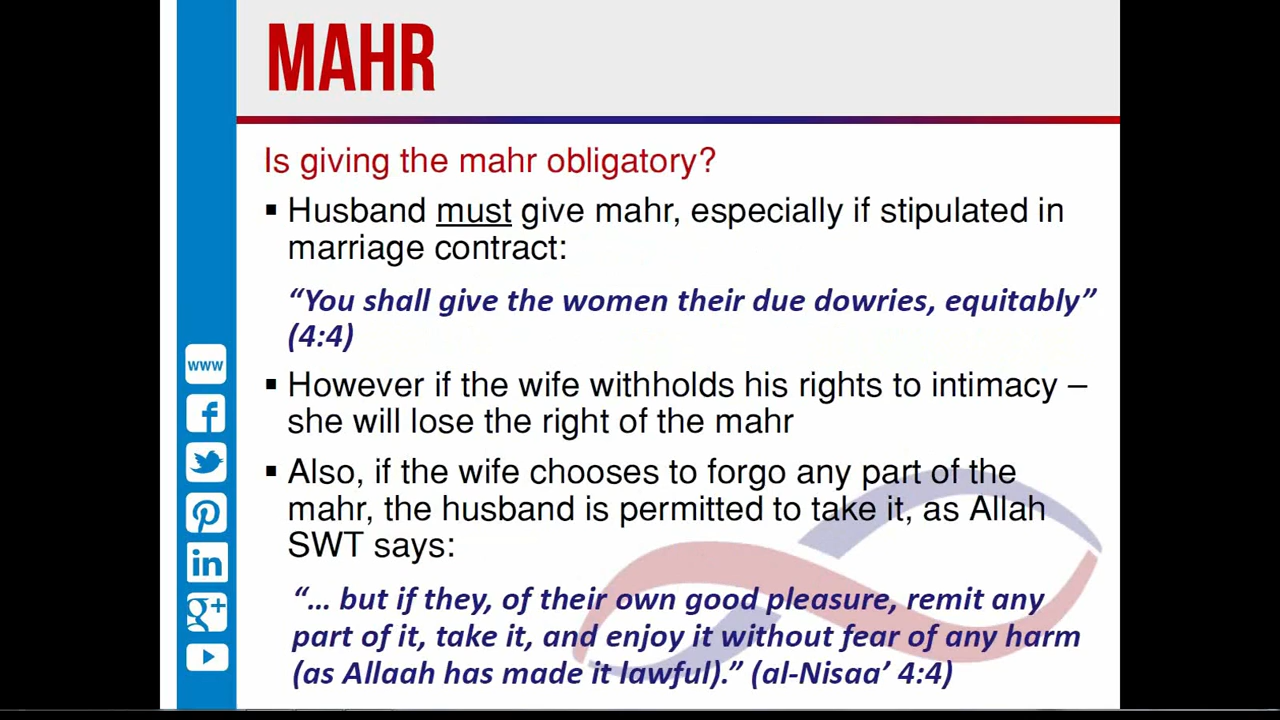 MAHR
Is giving the mahr obligatory?
▪ Husband must give mahr, especially if stipulated in
marriage contract:
“You shall give the women their due dowries, equitably”
(4:4)
▪ However if the wife withholds his rights to intimacy –
she will lose the right of the mahr
▪ Also, if the wife chooses to forgo any part of the
mahr, the husband is permitted to take it, as Allah
SWT says:
“... but if they, of their own good pleasure, remit any
part of it, take it, and enjoy it without fear of any harm
(as Allaah has made it lawful).” (al-Nisaa’ 4:4)
www
f
p
in
g+